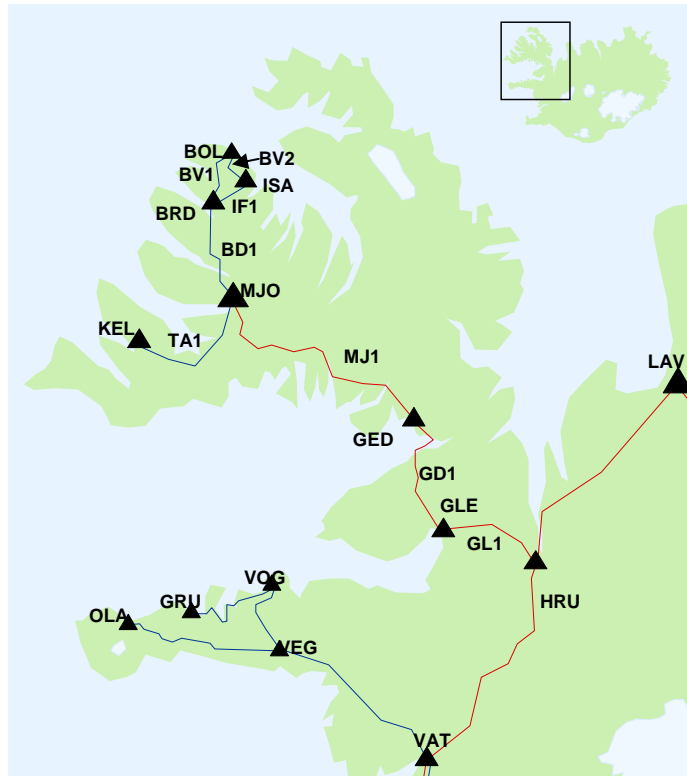 BOL
BV2
BV1
ISA
IF1
BRD
BD1
MJO
KEL
TA1
MJ1
LAV
GED
GD1
GLE
GL1
VOG
HRU
GRU
OLA
VEG
VAT